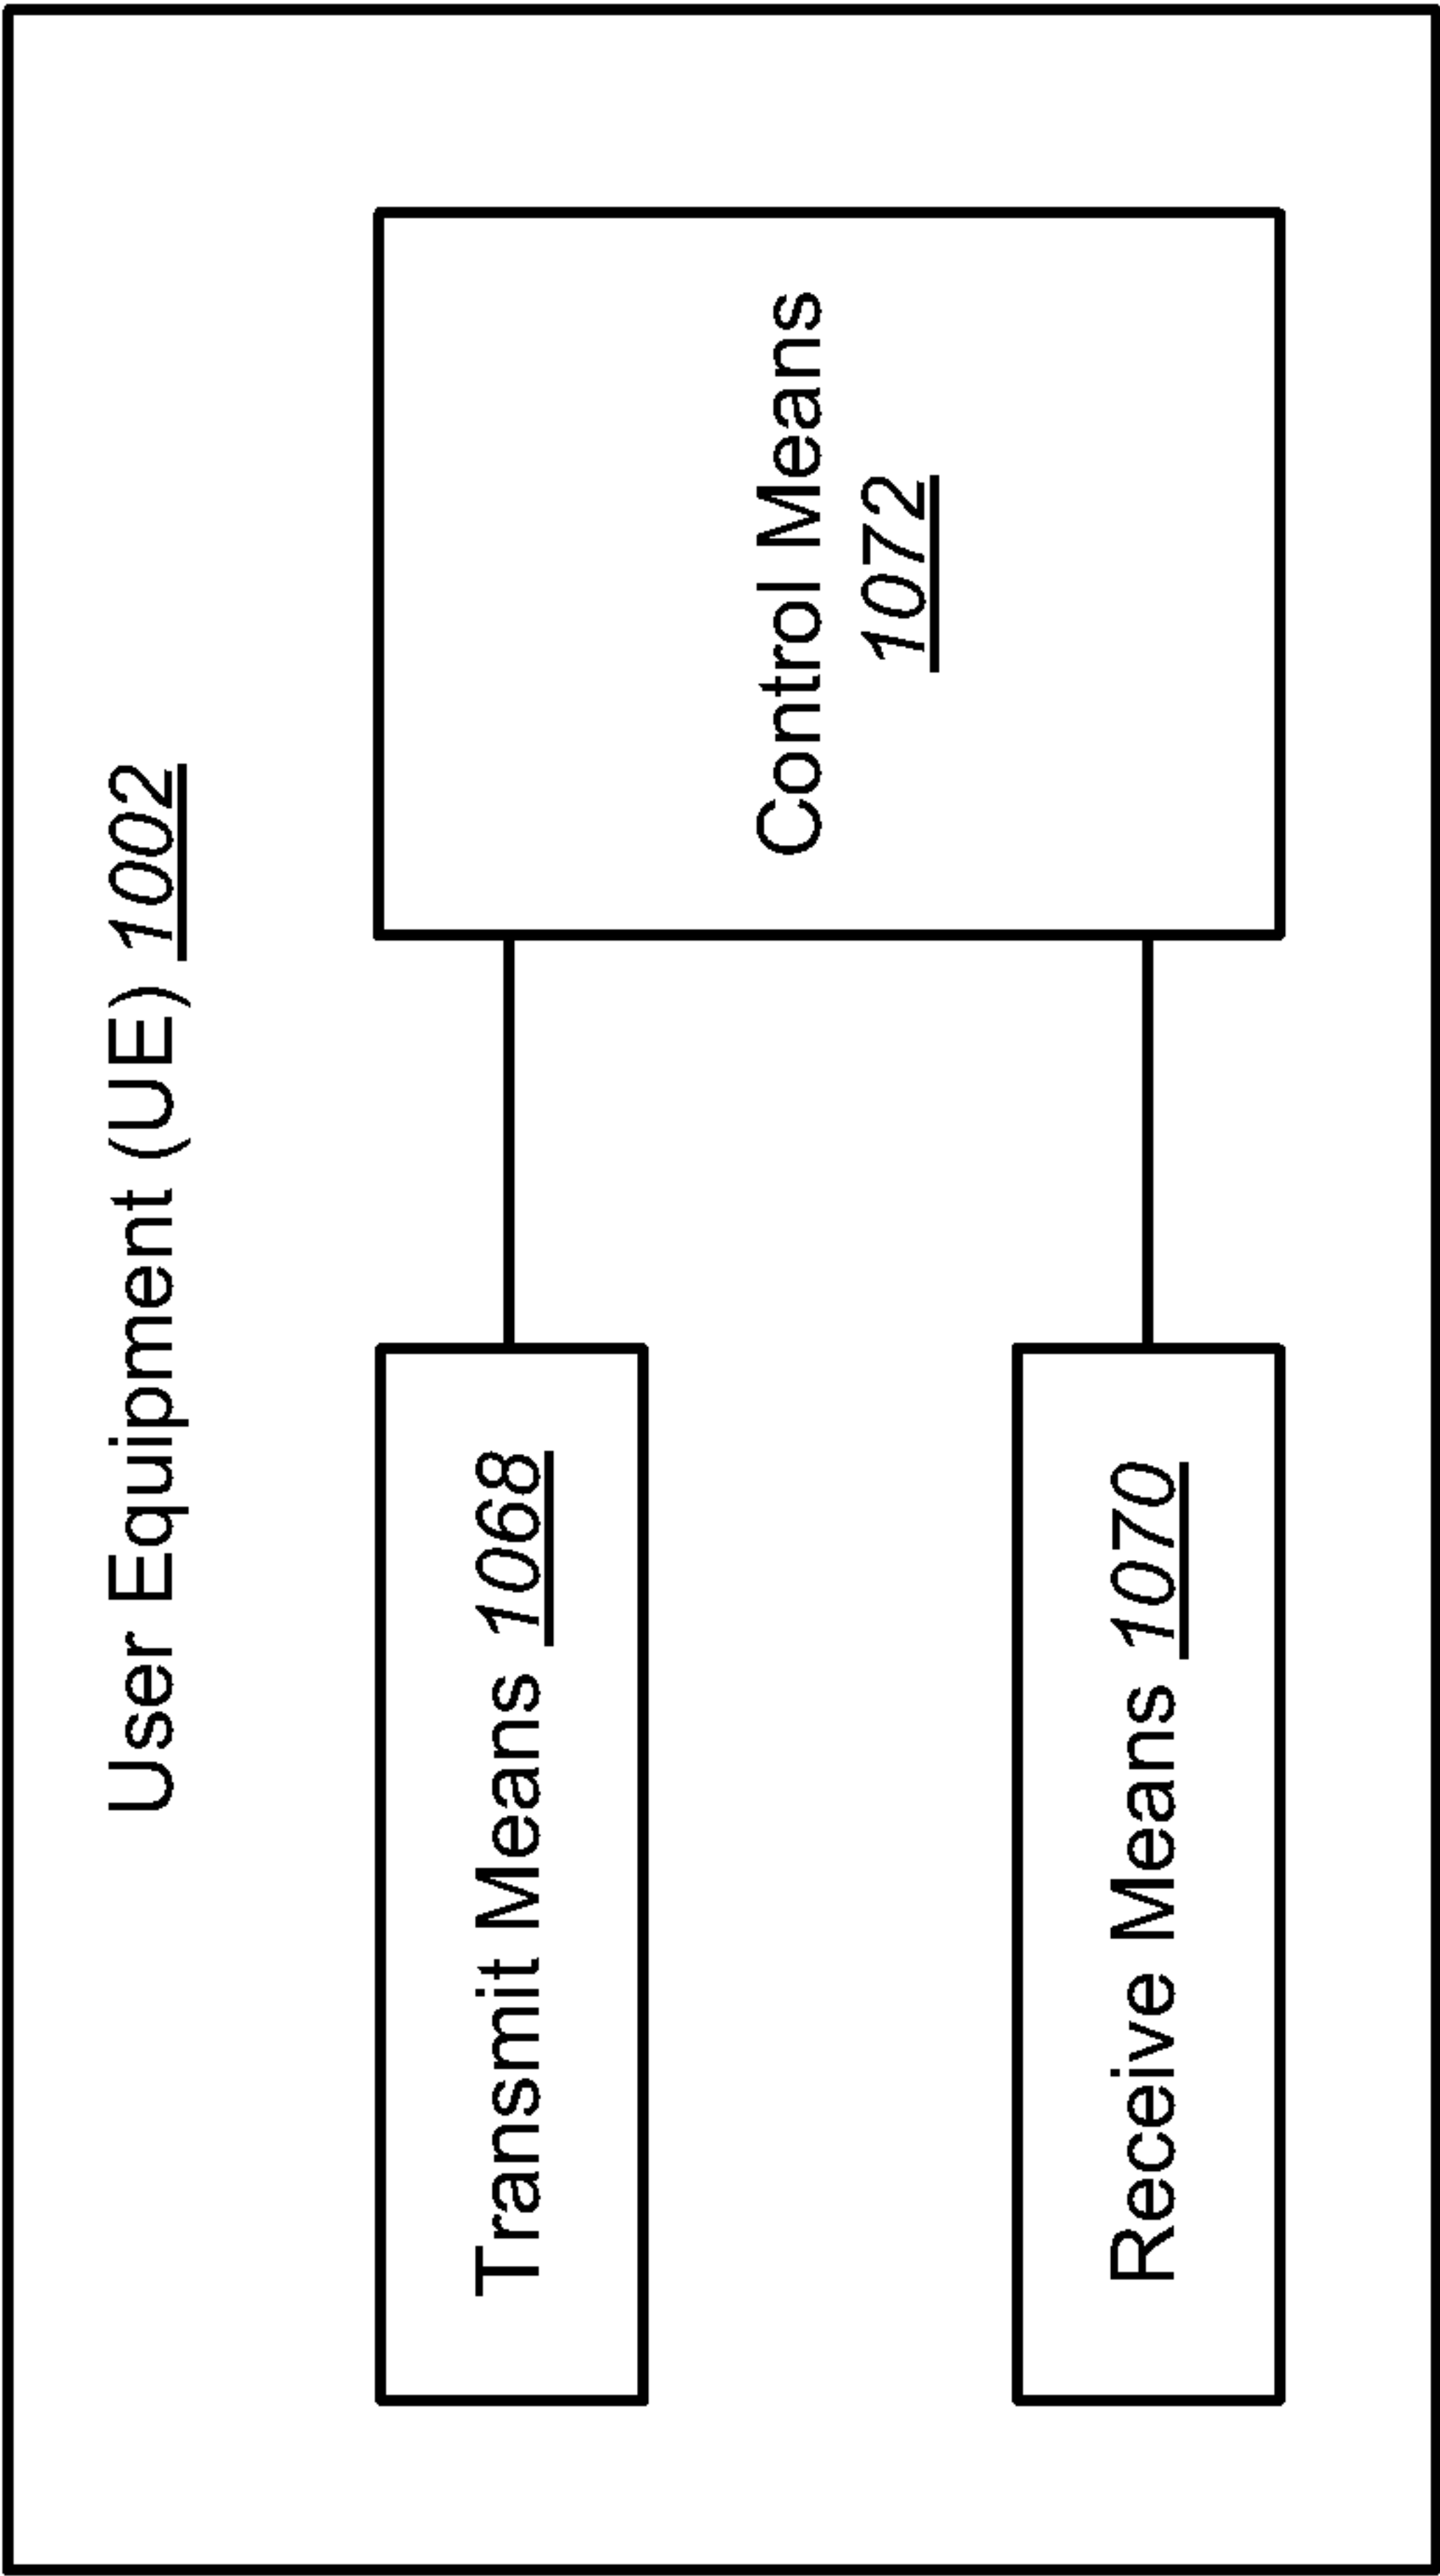 User Equipment (UE) 1002
Transmit Means 1068
Control Means
1072
Receive Means 1070